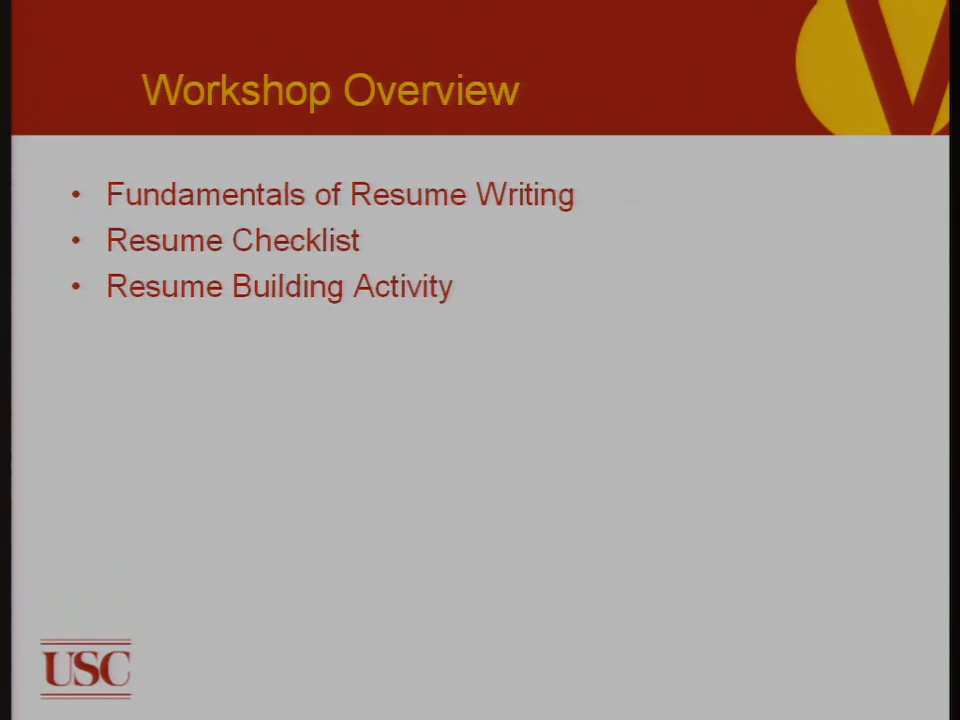 Workshop Overview
• Fundamentals of Resume Writing
• Resume Checklist
• Resume Building Activity
USC